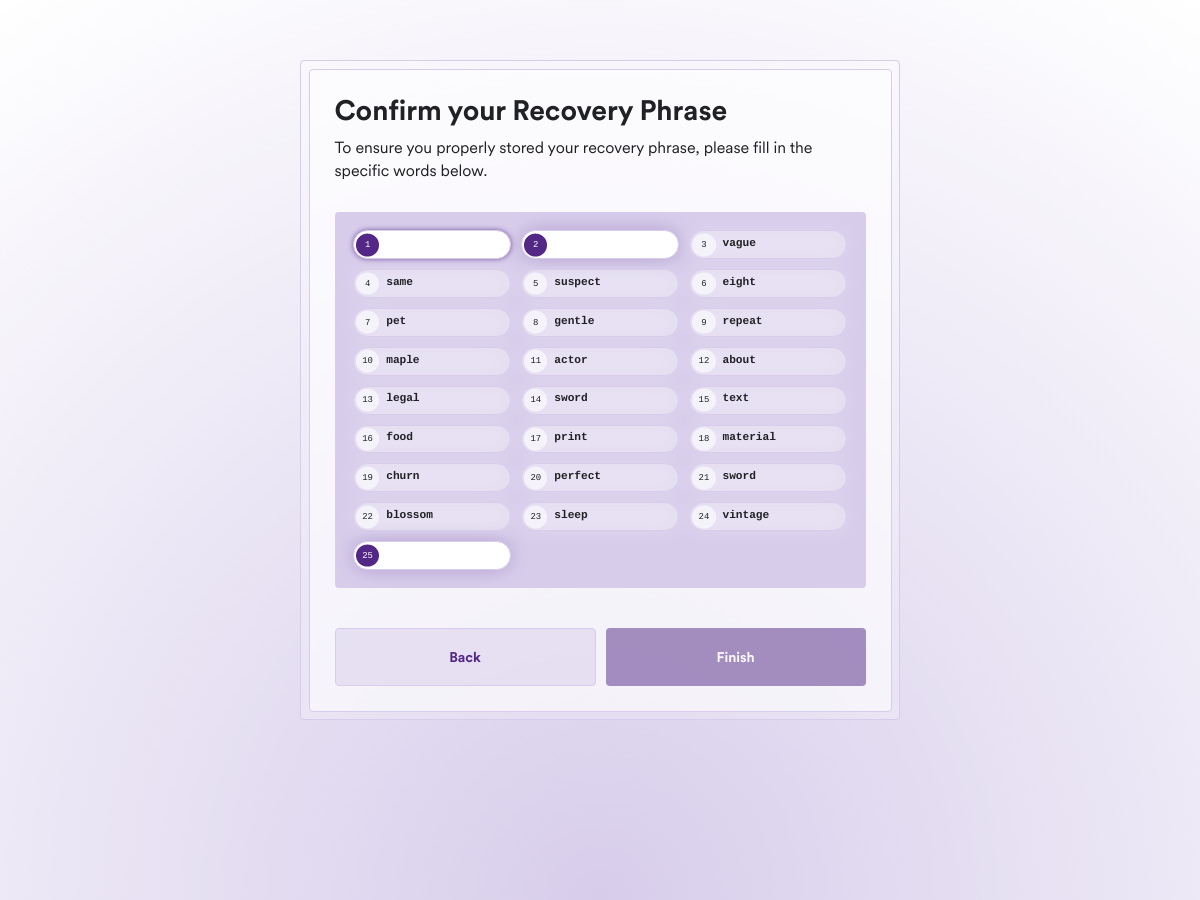 Confirm your Recovery Phrase
To ensure you properly stored your recovery phrase, please fill in the
specific words below.
1 2 3 vague
4 same 5 suspect 6 eight
7 pet 8 gentle 9 repeat
10 maple 11 actor 12 about
13 legal 14 sword 15 text
16 food 17 print 18 material
19 churn 20 perfect 21 sword
22 blossom 23 sleep 24 vintage
25
Back Finish